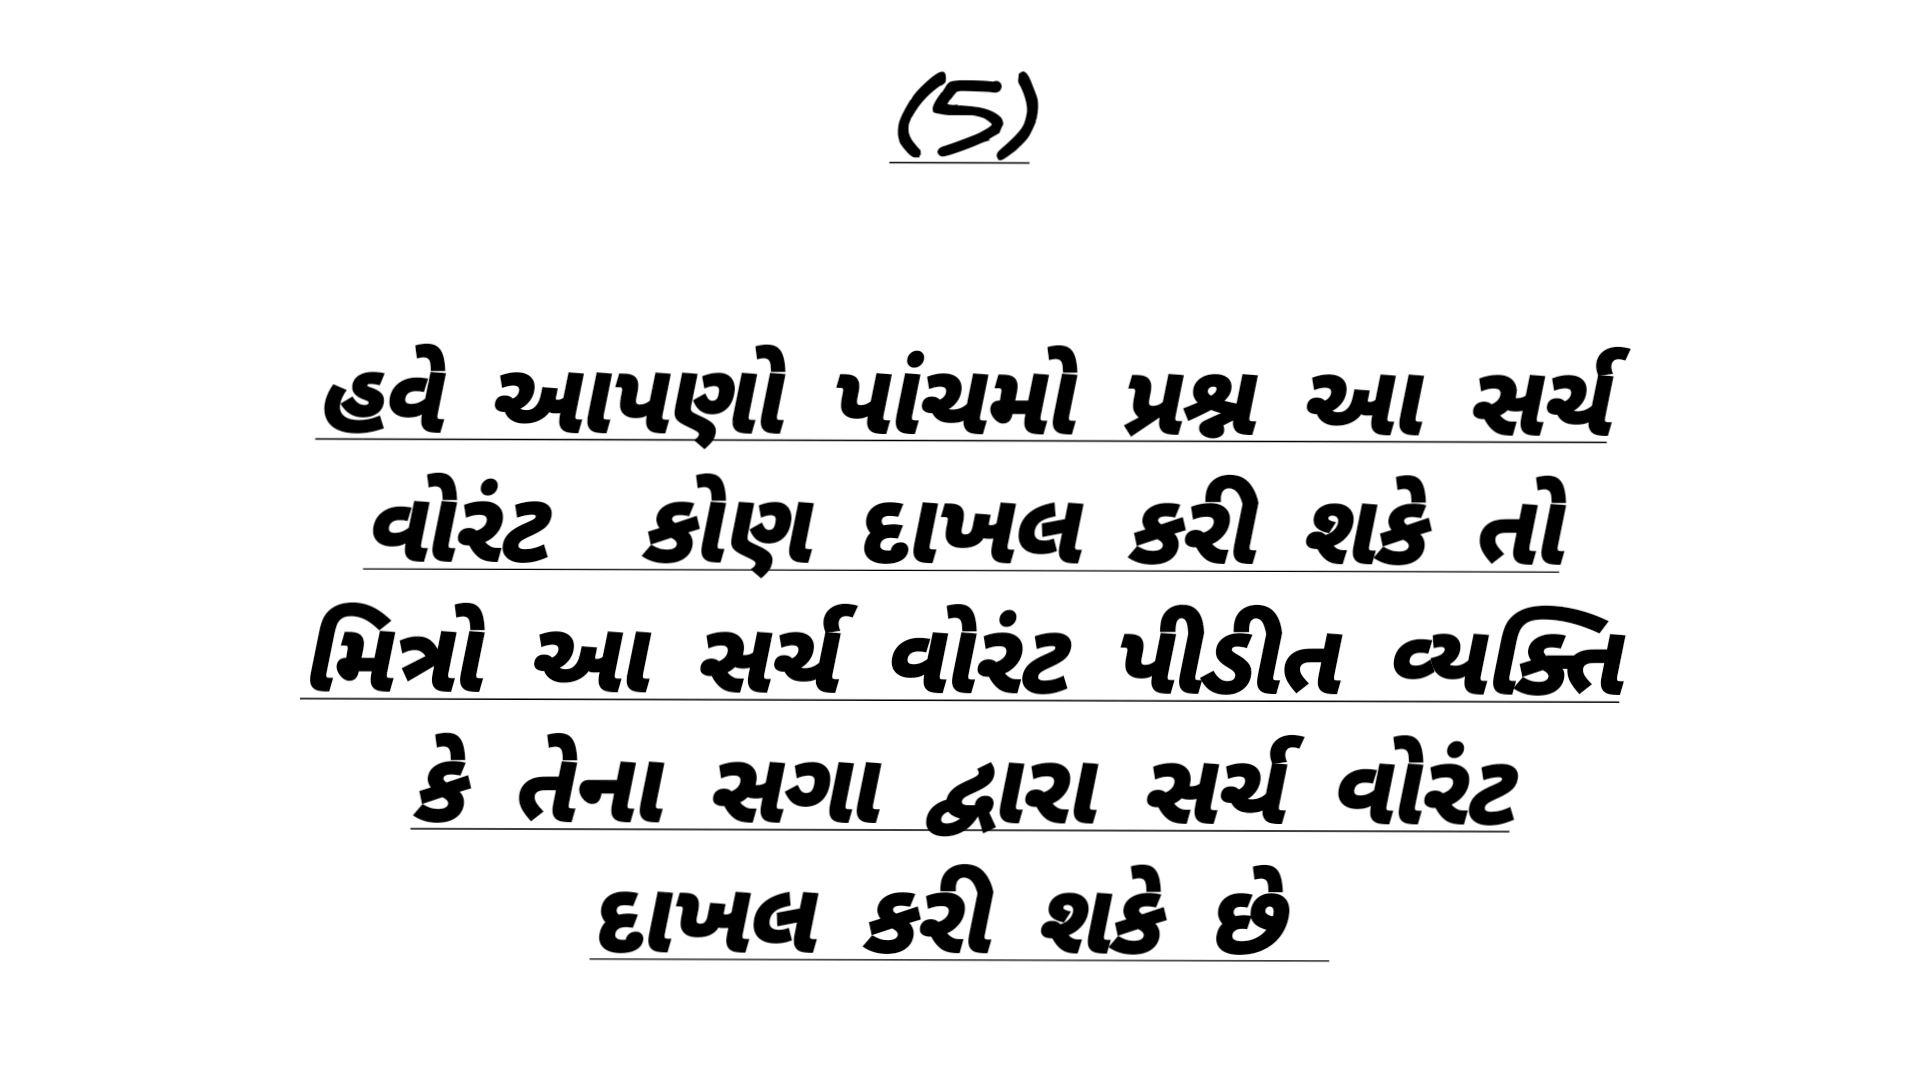 (5)
હવે આપણો પાંચમો પ્રશ્ન આ સર્ચ
વોરંટ કોણ દાખલ કરી શકે તો
મિત્રો આ સર્ચ વોરંટ પીડીત વ્યક્તિ
કે તેના સગા દ્વારા સર્ચ વોરંટ
દાખલ કરી શકે છે